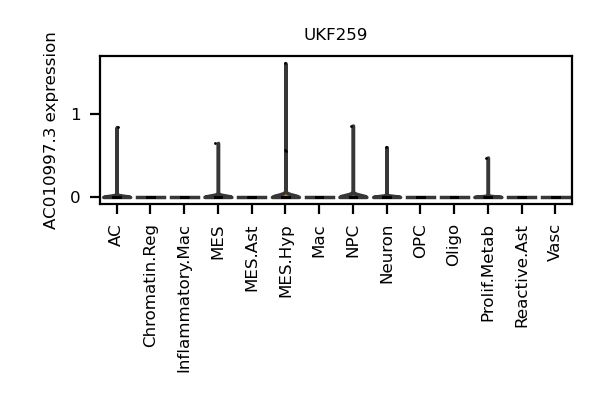 UKF259
AC010997.3 expression
1
0
AC
Chromatin.Reg
Inflammatory.Mac
MES
MES.Ast
MES.Hyp
Mac
NPC
Neuron
OPC
Oligo
Prolif.Metab
Reactive.Ast
Vasc